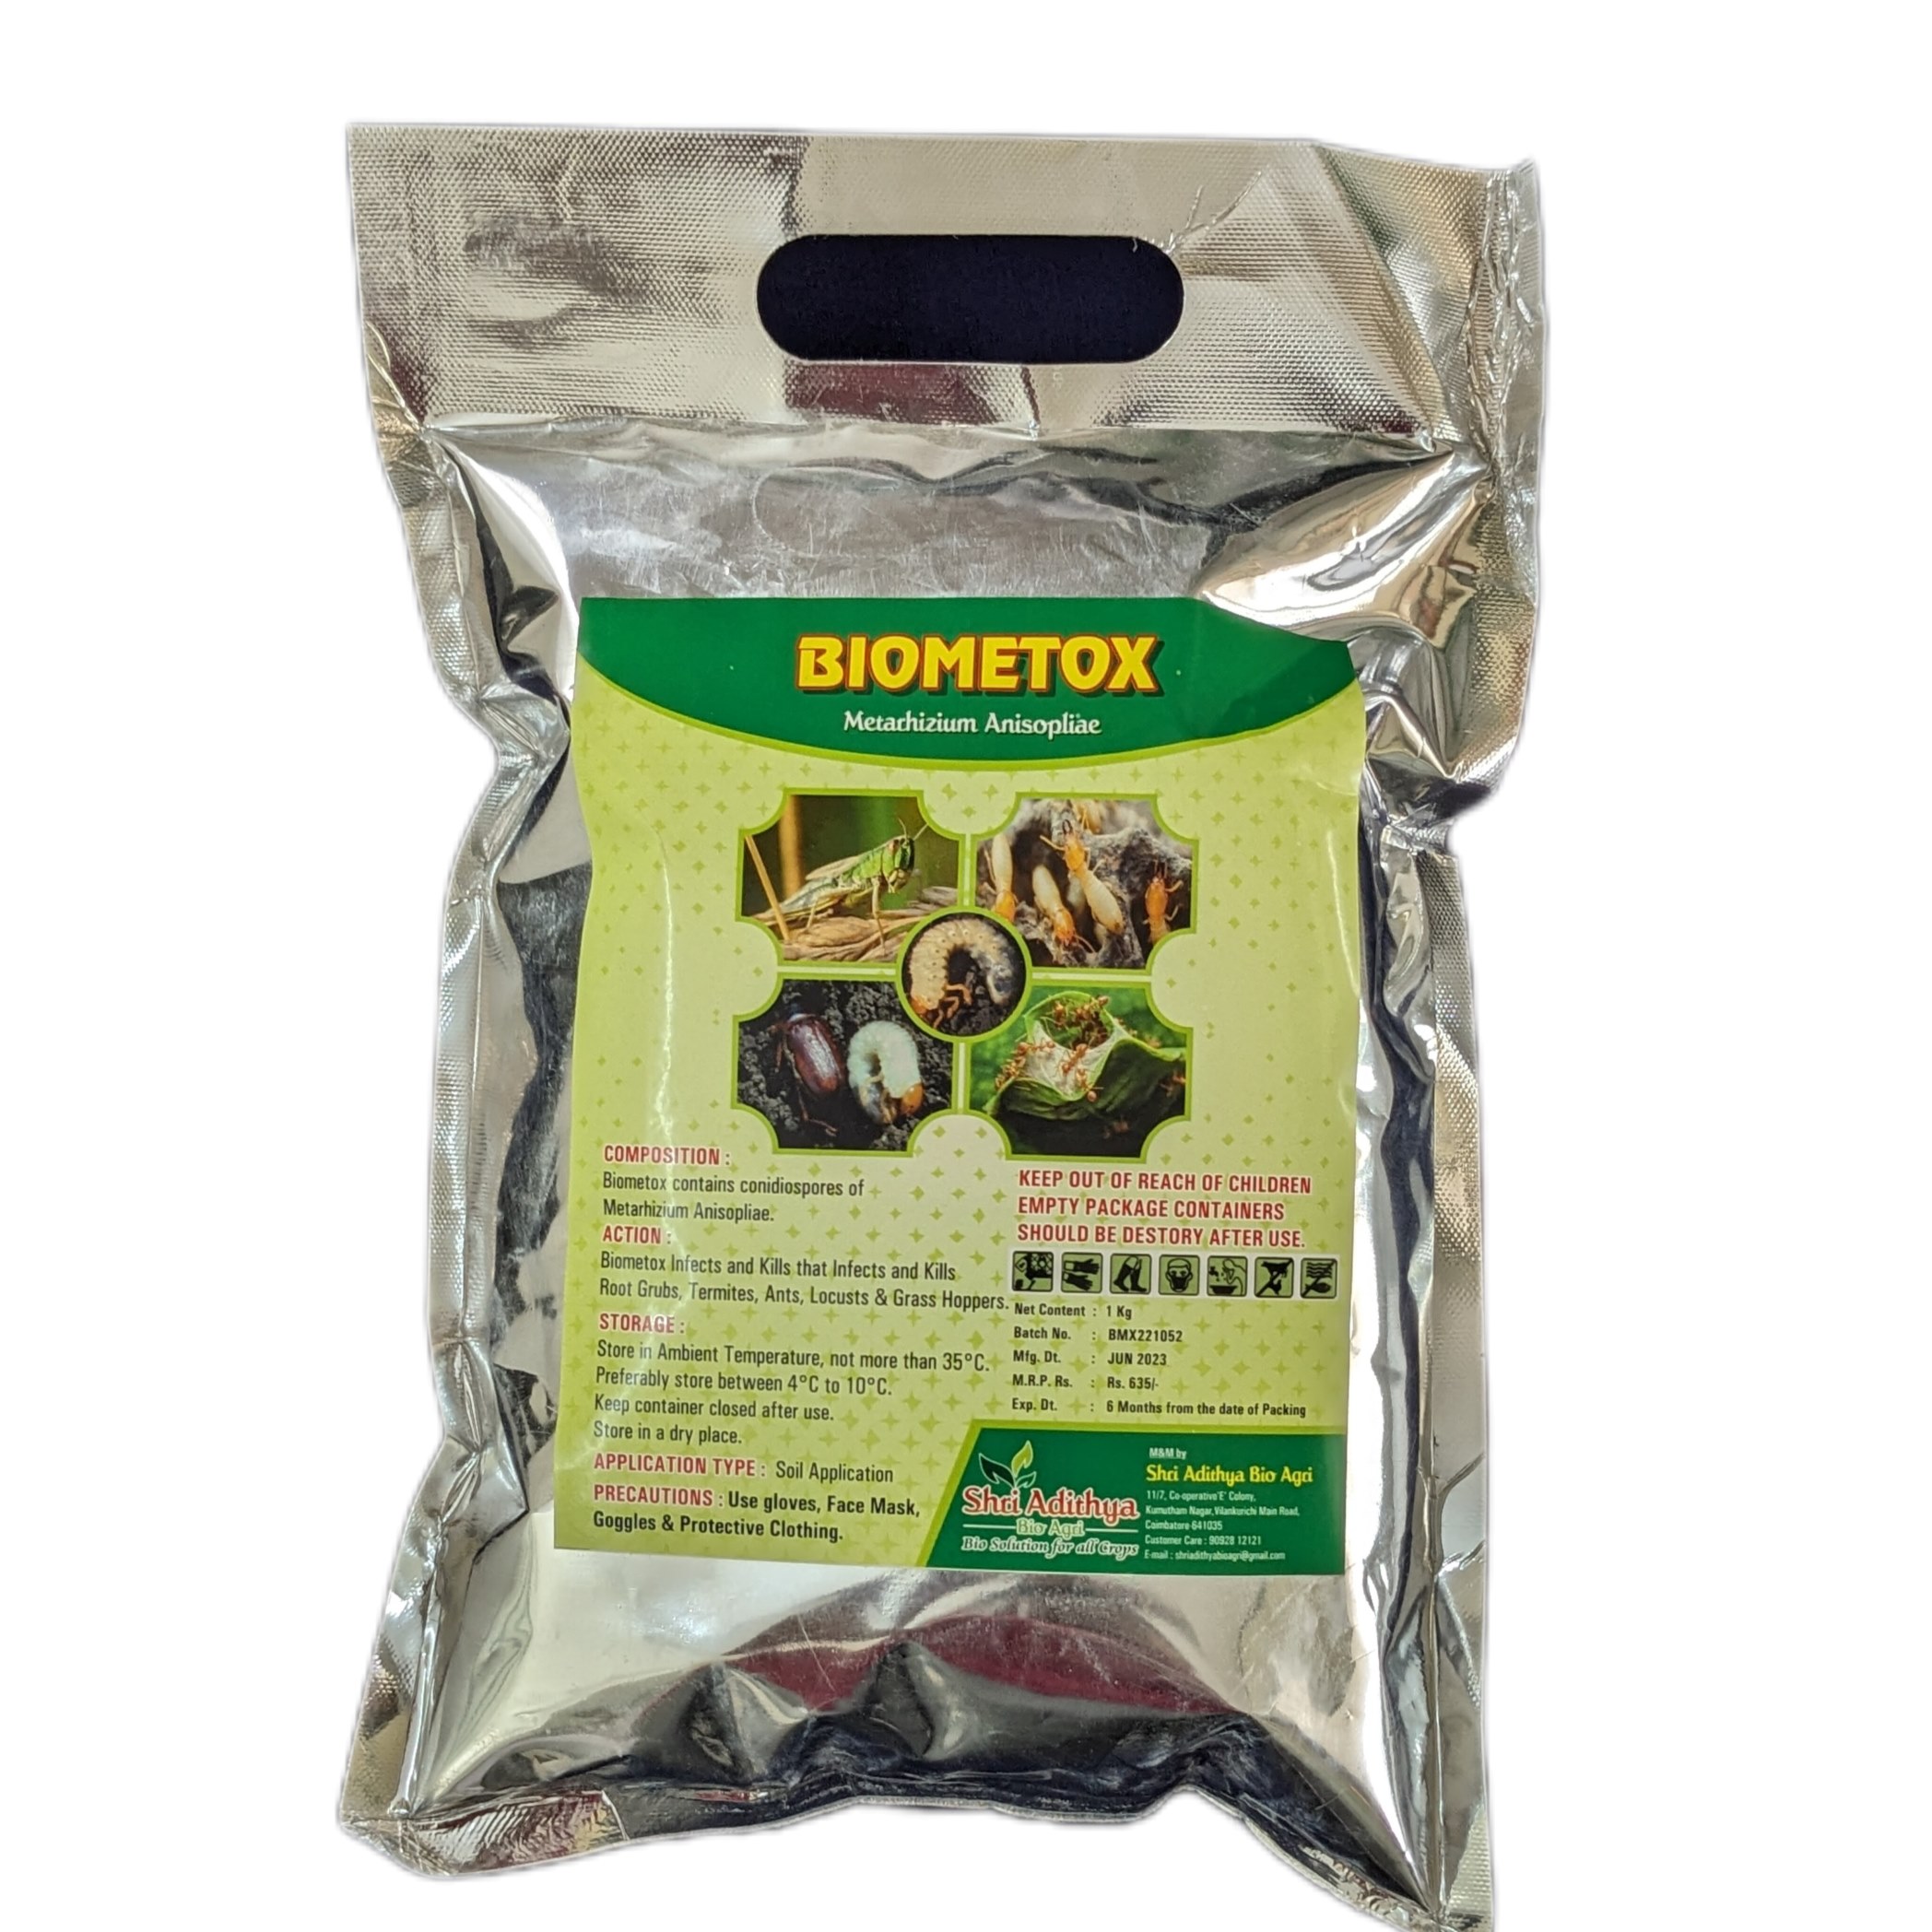 BIOMETOX
Metarhizium Anisopliae
COMPOSITION :
Biometox contains conidiospores of
Metarhizium Anisopliae.
ACTION :
Biometox Infects and Kills that Infects and Kills
Root Grubs, Termites, Ants, Locusts & Grass Hoppers.
STORAGE :
Store in Ambient Temperature, not more than 35°C.
Preferably store between 4°C to 10°C.
Keep container closed after use.
Store in a dry place.
APPLICATION TYPE : Soil Application
PRECAUTIONS : Use gloves, Face Mask,
Goggles & Protective Clothing.
KEEP OUT OF REACH OF CHILDREN
EMPTY PACKAGE CONTAINERS
SHOULD BE DESTORY AFTER USE.
Net Content : 1 Kg
Batch No. : BMX221052
Mfg. Dt. : JUN 2023
M.R.P. Rs. : Rs. 635/-
Exp. Dt. : 6 Months from the date of Packing
Shri Adithya
Bio Agri
Bio Solution for all Crops
M&M by
Shri Adithya Bio Agri
11/7, Co-operative'E' Colony,
Kumutham Nagar,Vilankurichi Main Road,
Coimbatore-641035
Customer Care : 90928 12121
E-mail : shriadithyabioagri@gmail.com